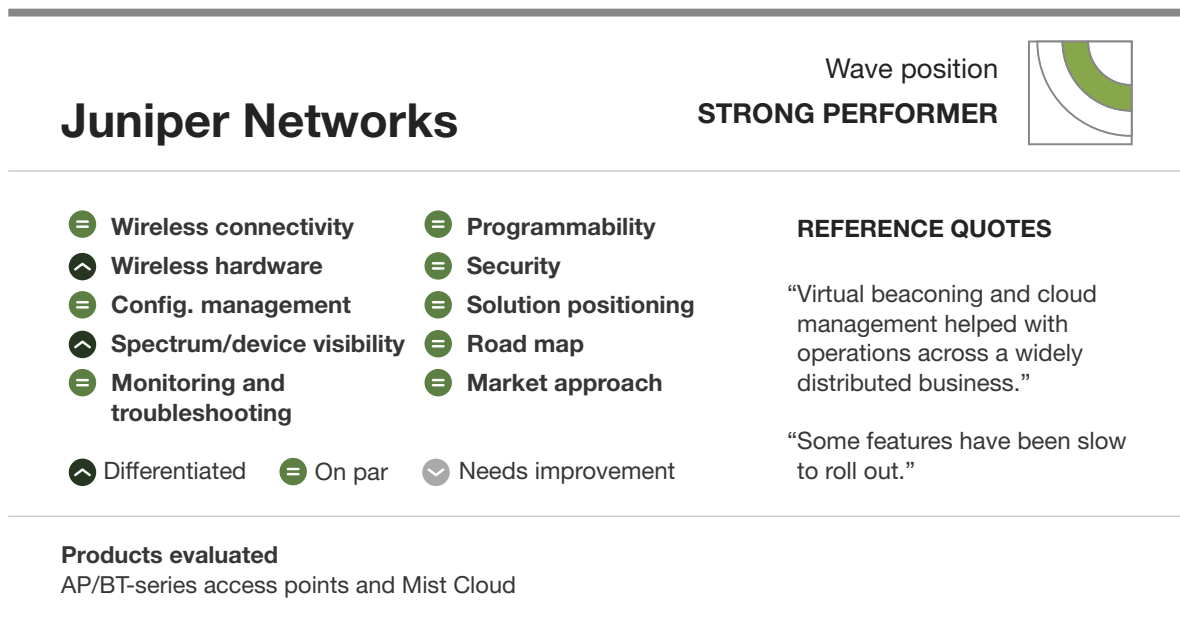 Wave position
STRONG PERFORMER
Juniper Networks
Wireless connectivity
Wireless hardware
Config. management
Spectrum/device visibility
Monitoring and
troubleshooting
Programmability
Security
Solution positioning
Road map
Market approach
Differentiated
On par
Needs improvement
REFERENCE QUOTES
“Virtual beaconing and cloud
management helped with
operations across a widely
distributed business.”
“Some features have been slow
to roll out.”
Products evaluated
AP/BT-series access points and Mist Cloud